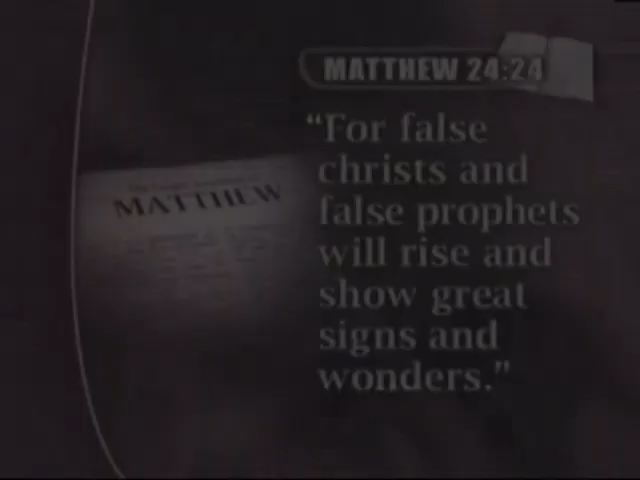 MATTHEW 24:24
“For false
christs and
false prophets
will rise and
show great
signs and
wonders.”
MATTHEW